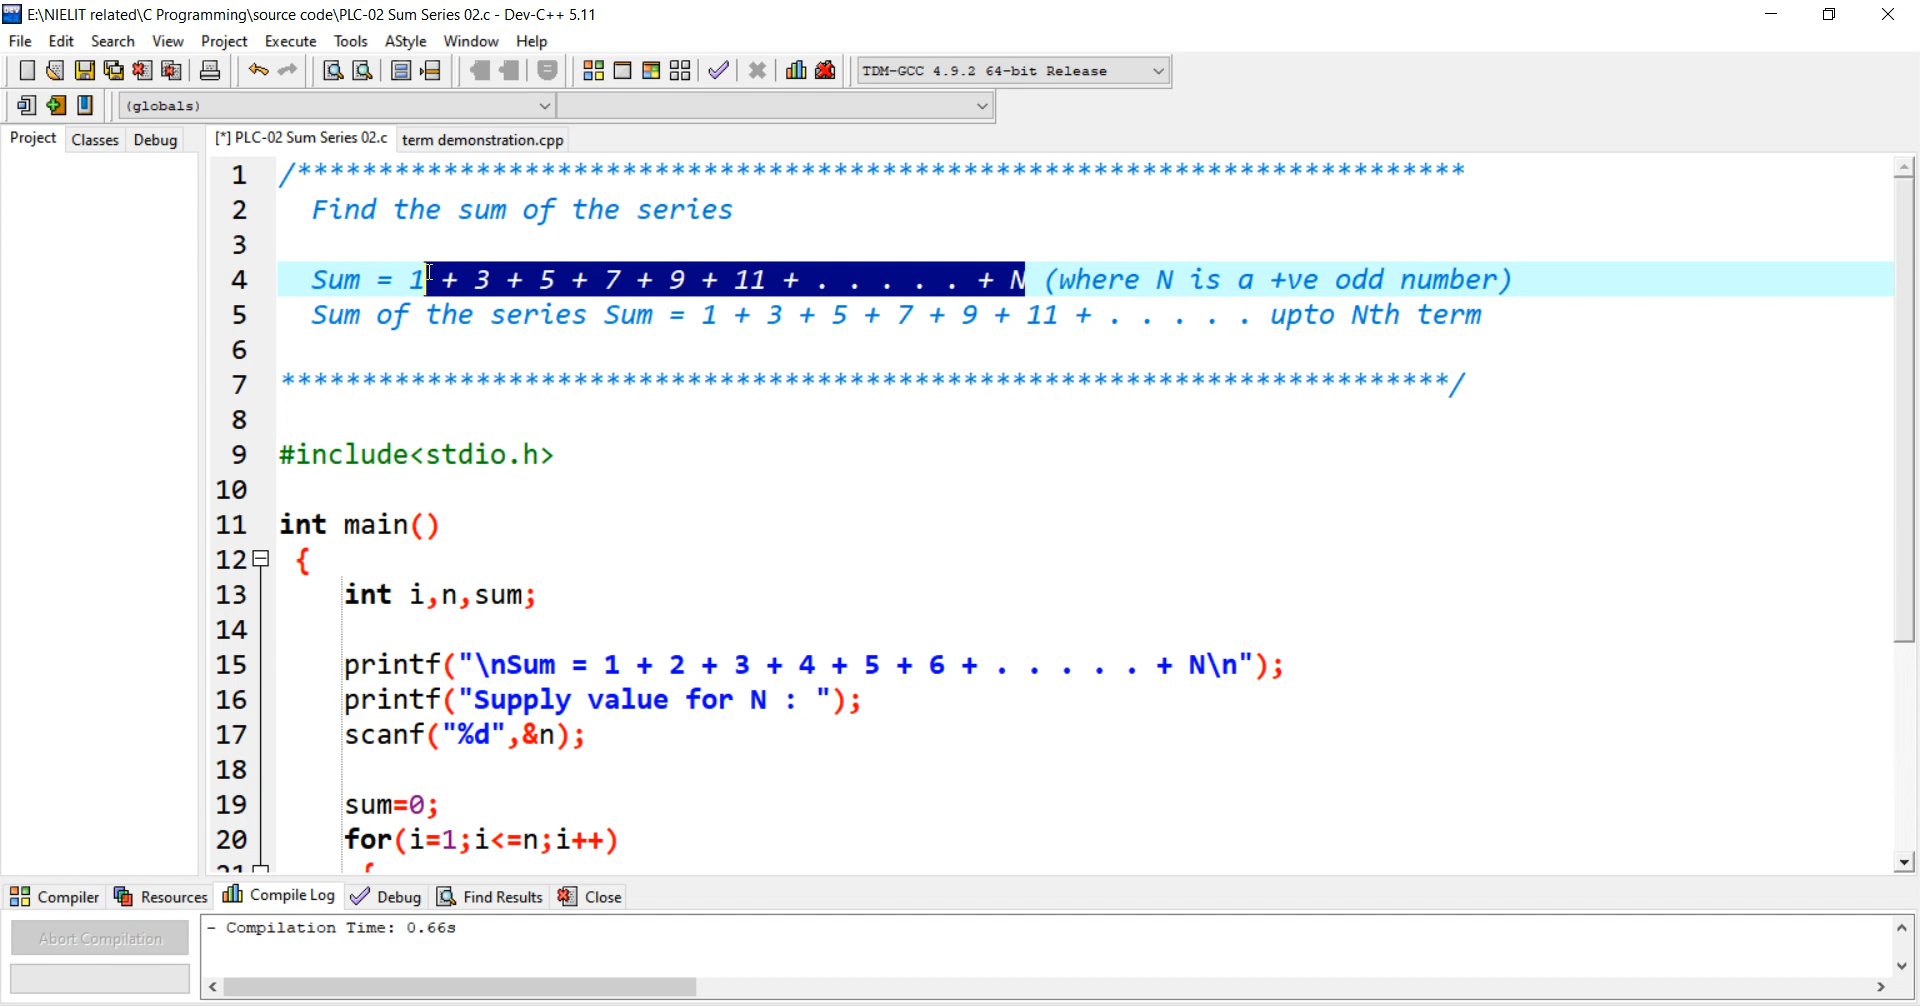 E:\NIELIT related\C Programming\source code\PLC-02 Sum Series 02.c - Dev-C++ 5.11
File Edit Search View Project Execute Tools AStyle Window Help
TDM-GCC 4.9.2 64-bit Release
(globals)
Project Classes Debug [*] PLC-02 Sum Series 02.c term demonstration.cpp
1 /************************************************************************
2 Find the sum of the series
3
4 Sum = 1 + 3 + 5 + 7 + 9 + 11 + . . . . . + N (where N is a +ve odd number)
5 Sum of the series Sum = 1 + 3 + 5 + 7 + 9 + 11 + . . . . . upto Nth term
6
7 ************************************************************************/
8
9 #include<stdio.h>
10
11 int main()
12 {
13 int i,n,sum;
14
15 printf("\nSum = 1 + 2 + 3 + 4 + 5 + 6 + . . . . . + N\n");
16 printf("Supply value for N : ");
17 scanf("%d",&n);
18
19 sum=0;
20 for(i=1;i<=n;i++)
21 {
Compiler Resources Compile Log Debug Find Results Close
Abort Compilation
- Compilation Time: 0.66s